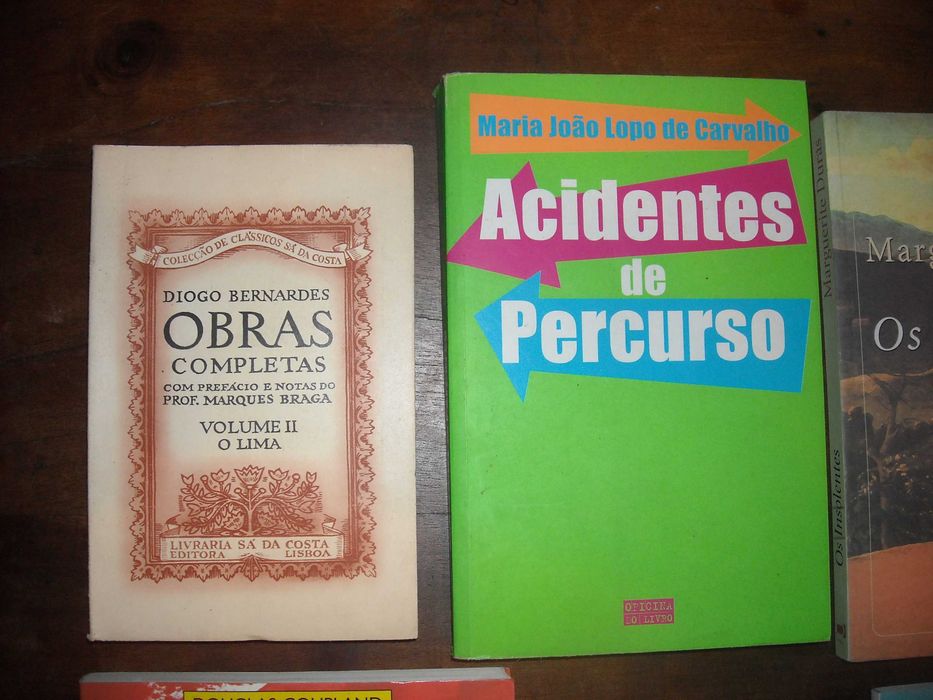 COLECÇÃO DE CLÁSSICOS SÁ DA COSTA
DIOGO BERNARDES
OBRAS
COMPLETAS
COM PREFÁCIO E NOTAS DO
PROF. MARQUES BRAGA
VOLUME II
O LIMA
LIVRARIA SÁ DA COSTA
EDITORA LISBOA
Maria João Lopo de Carvalho
Acidentes
de
Percurso
OFICINA
DO LIVRO
Marguerite Duras
Os Insolentes
Marg
Os
DOUGLAS COUPLAND